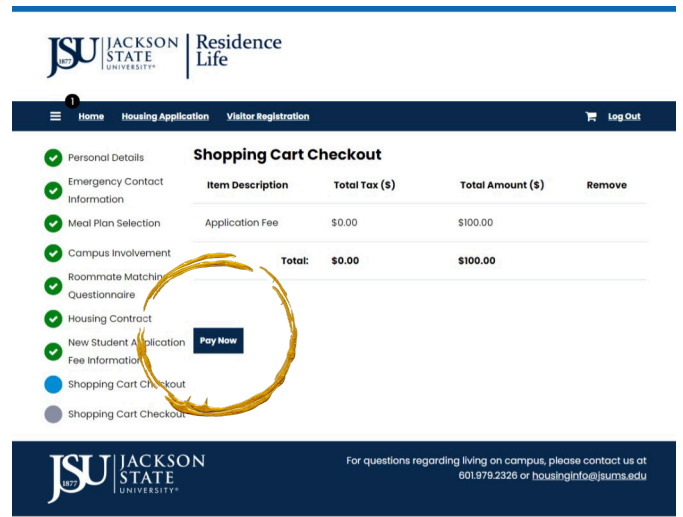 JSU
1877
JACKSON
STATE
UNIVERSITY®
Residence
Life
1
Home Housing Application Visitor Registration Log Out
Personal Details
Emergency Contact
Information
Meal Plan Selection
Campus Involvement
Roommate Matching
Questionnaire
Housing Contract
New Student Application
Fee Information
Shopping Cart Checkout
Shopping Cart Checkout
Shopping Cart Checkout
Item Description Total Tax ($) Total Amount ($) Remove
Application Fee $0.00 $100.00
Total: $0.00 $100.00
Pay Now
JSU
1877
JACKSON
STATE
UNIVERSITY®
For questions regarding living on campus, please contact us at
601.979.2326 or housinginfo@jsums.edu